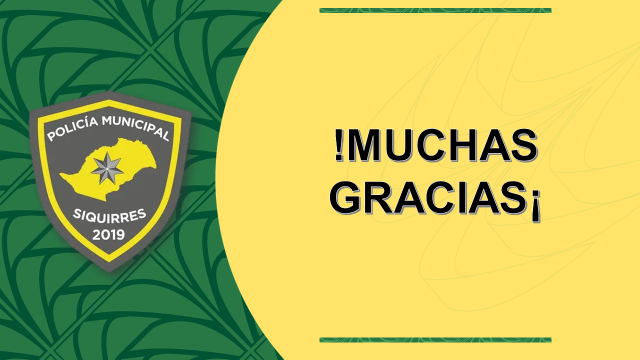 POLICÍA MUNICIPAL
SIQUIRRES
2019
!MUCHAS
GRACIAS¡